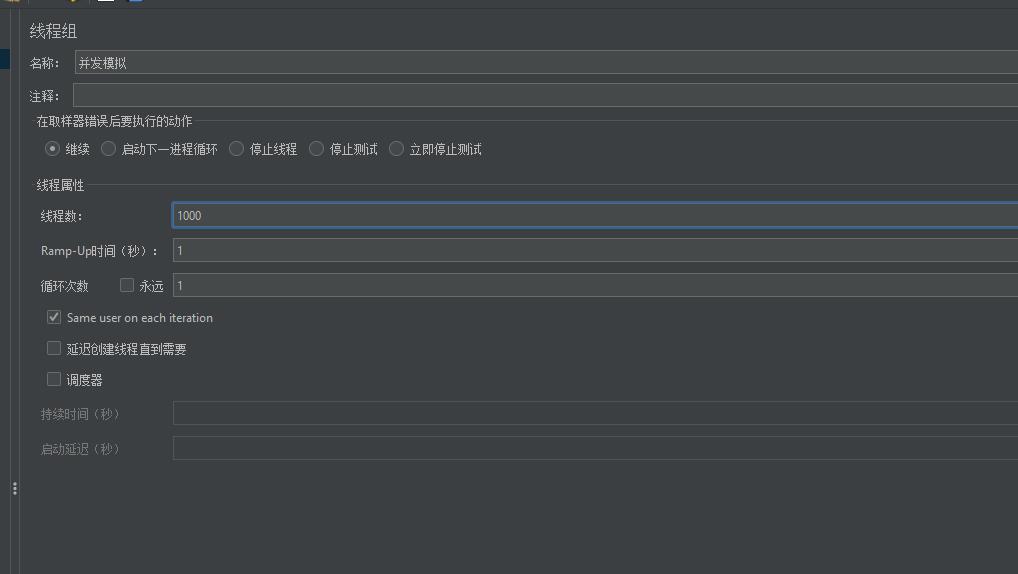 线程组
名称： 并发模拟
注释：
在取样器错误后要执行的动作
继续 启动下一进程循环 停止线程 停止测试 立即停止测试
线程属性
线程数： 1000
Ramp-Up时间（秒）： 1
循环次数 永远 1
Same user on each iteration
延迟创建线程直到需要
调度器
持续时间（秒）
启动延迟（秒）